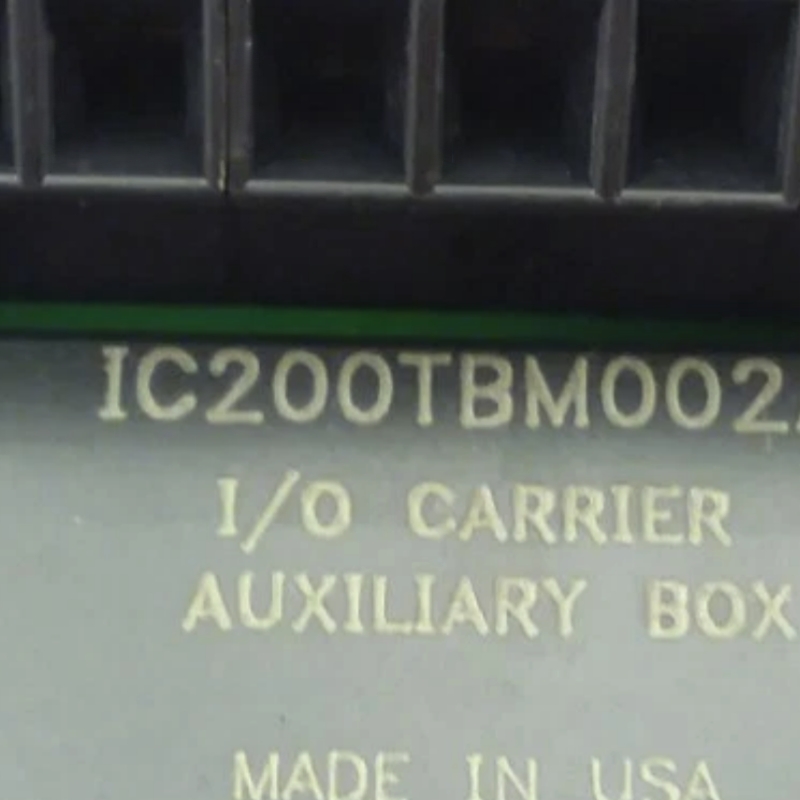 IC200TBM002
I/O CARRIER
AUXILIARY BOX
MADE IN USA